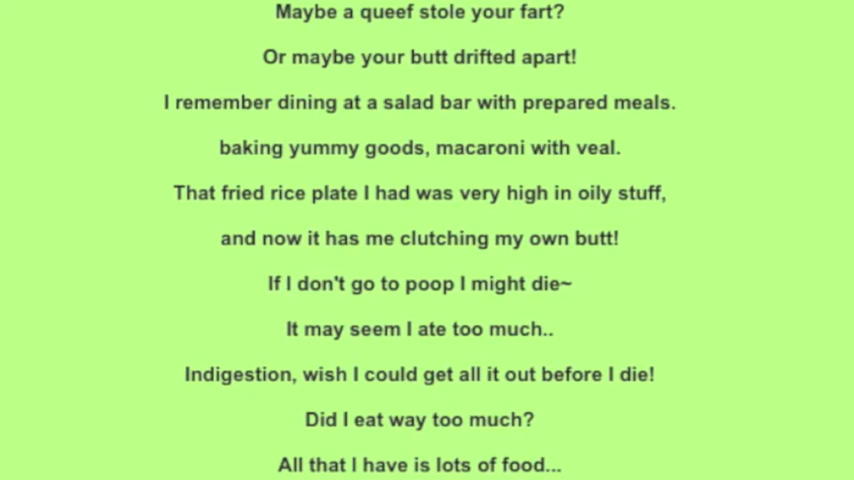 Maybe a queef stole your fart?
Or maybe your butt drifted apart!
I remember dining at a salad bar with prepared meals.
baking yummy goods, macaroni with veal.
That fried rice plate I had was very high in oily stuff,
and now it has me clutching my own butt!
If I don't go to poop I might die~
It may seem I ate too much..
Indigestion, wish I could get all it out before I die!
Did I eat way too much?
All that I have is lots of food...